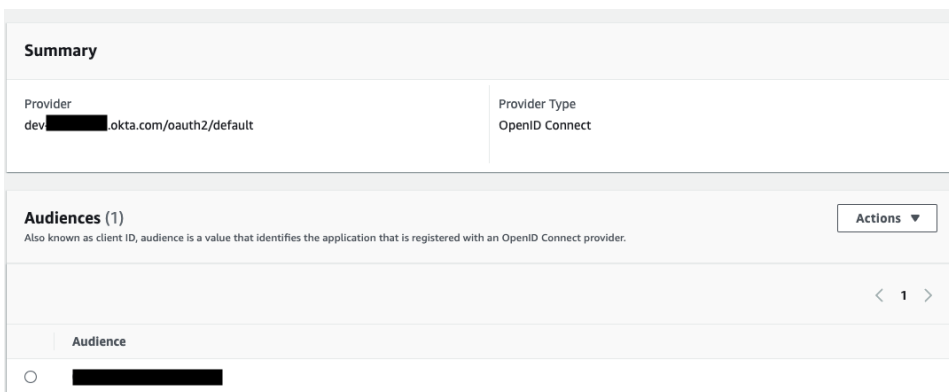 Summary
Provider
Provider Type
dev- .okta.com/oauth2/default
OpenID Connect
Audiences (1)
Actions ▼
Also known as client ID, audience is a value that identifies the application that is registered with an OpenID Connect provider.
< 1 >
Audience